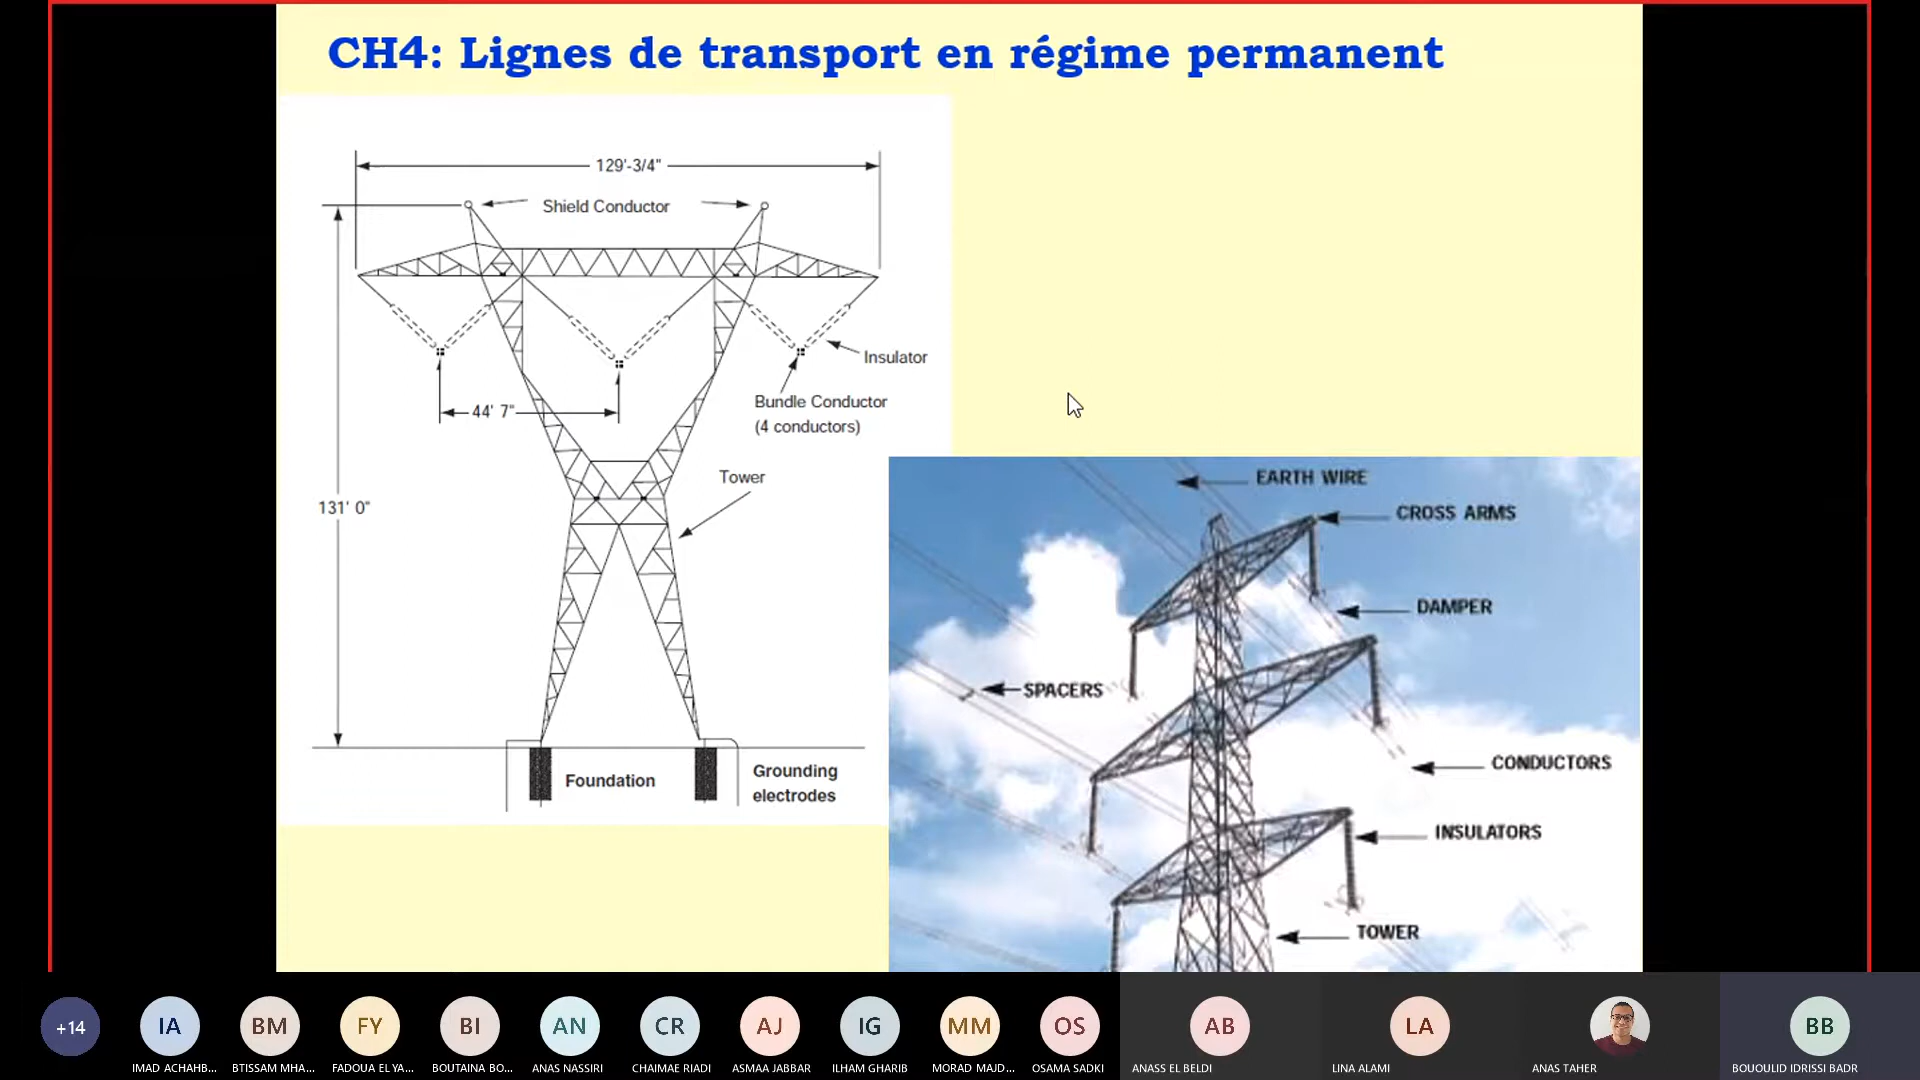 CH4: Lignes de transport en régime permanent
129'-3/4"
Shield Conductor
Insulator
Bundle Conductor
(4 conductors)
44' 7"
Tower
131' 0"
Foundation
Grounding
electrodes
EARTH WIRE
CROSS ARMS
DAMPER
SPACERS
CONDUCTORS
INSULATORS
TOWER
+14
IA
BM
FY
BI
AN
CR
AJ
IG
MM
OS
AB
LA
BB
IMAD ACHAHB...
BTISSAM MHA...
FADOUA EL YA...
BOUTAINA BO...
ANAS NASSIRI
CHAIMAE RIADI
ASMAA JABBAR
ILHAM GHARIB
MORAD MAJD...
OSAMA SADKI
ANASS EL BELDI
LINA ALAMI
ANAS TAHER
BOUOULID IDRISSI BADR